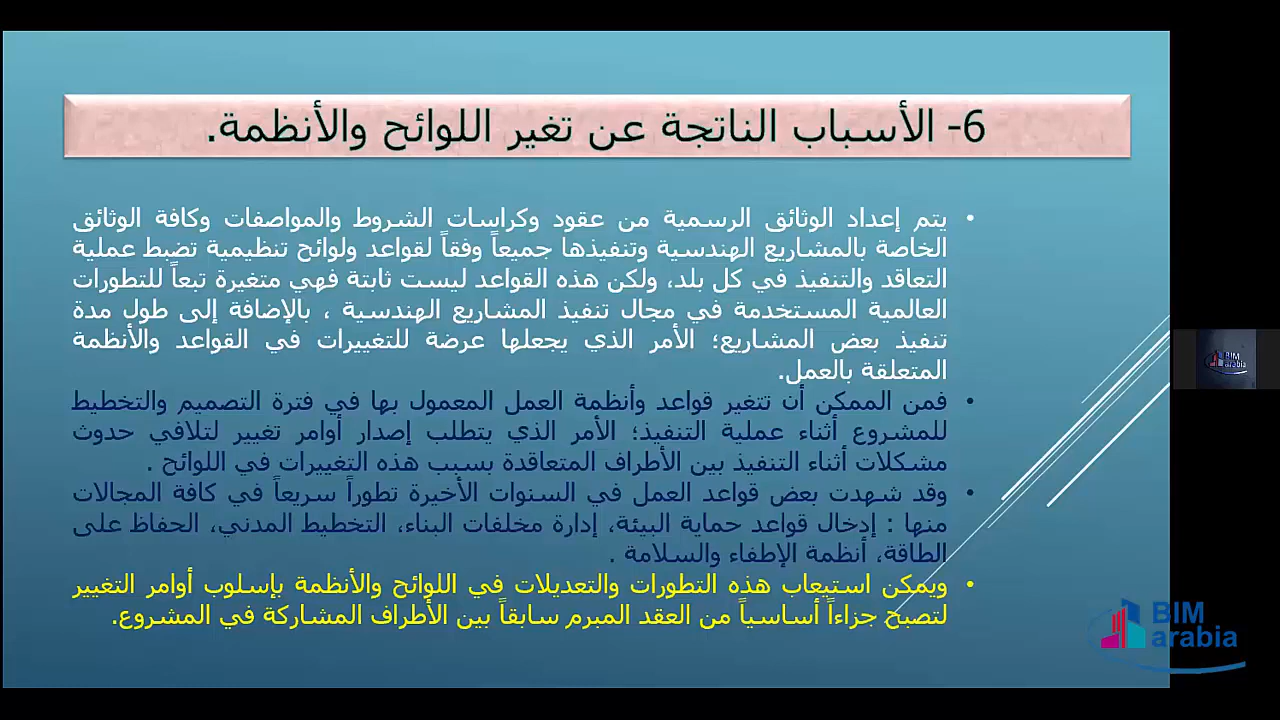 6- الأسباب الناتجة عن تغير اللوائح والأنظمة.
• يتم إعداد الوثائق الرسمية من عقود وكراسات الشروط والمواصفات وكافة الوثائق
الخاصة بالمشاريع الهندسية وتنفيذها جميعاً وفقاً لقواعد ولوائح تنظيمية تضبط عملية
التعاقد والتنفيذ في كل بلد، ولكن هذه القواعد ليست ثابتة فهي متغيرة تبعاً للتطورات
العالمية المستخدمة في مجال تنفيذ المشاريع الهندسية ، بالإضافة إلى طول مدة
تنفيذ بعض المشاريع؛ الأمر الذي يجعلها عرضة للتغييرات في القواعد والأنظمة
المتعلقة بالعمل.
• فمن الممكن أن تتغير قواعد وأنظمة العمل المعمول بها في فترة التصميم والتخطيط
للمشروع أثناء عملية التنفيذ؛ الأمر الذي يتطلب إصدار أوامر تغيير لتلافي حدوث
مشكلات أثناء التنفيذ بين الأطراف المتعاقدة بسبب هذه التغييرات في اللوائح .
• وقد شهدت بعض قواعد العمل في السنوات الأخيرة تطوراً سريعاً في كافة المجالات
منها : إدخال قواعد حماية البيئة، إدارة مخلفات البناء، التخطيط المدني، الحفاظ على
الطاقة، أنظمة الإطفاء والسلامة .
• ويمكن استيعاب هذه التطورات والتعديلات في اللوائح والأنظمة بإسلوب أوامر التغيير
لتصبح جزاءاً أساسياً من العقد المبرم سابقاً بين الأطراف المشاركة في المشروع.
BIM
arabia
BIM
arabia